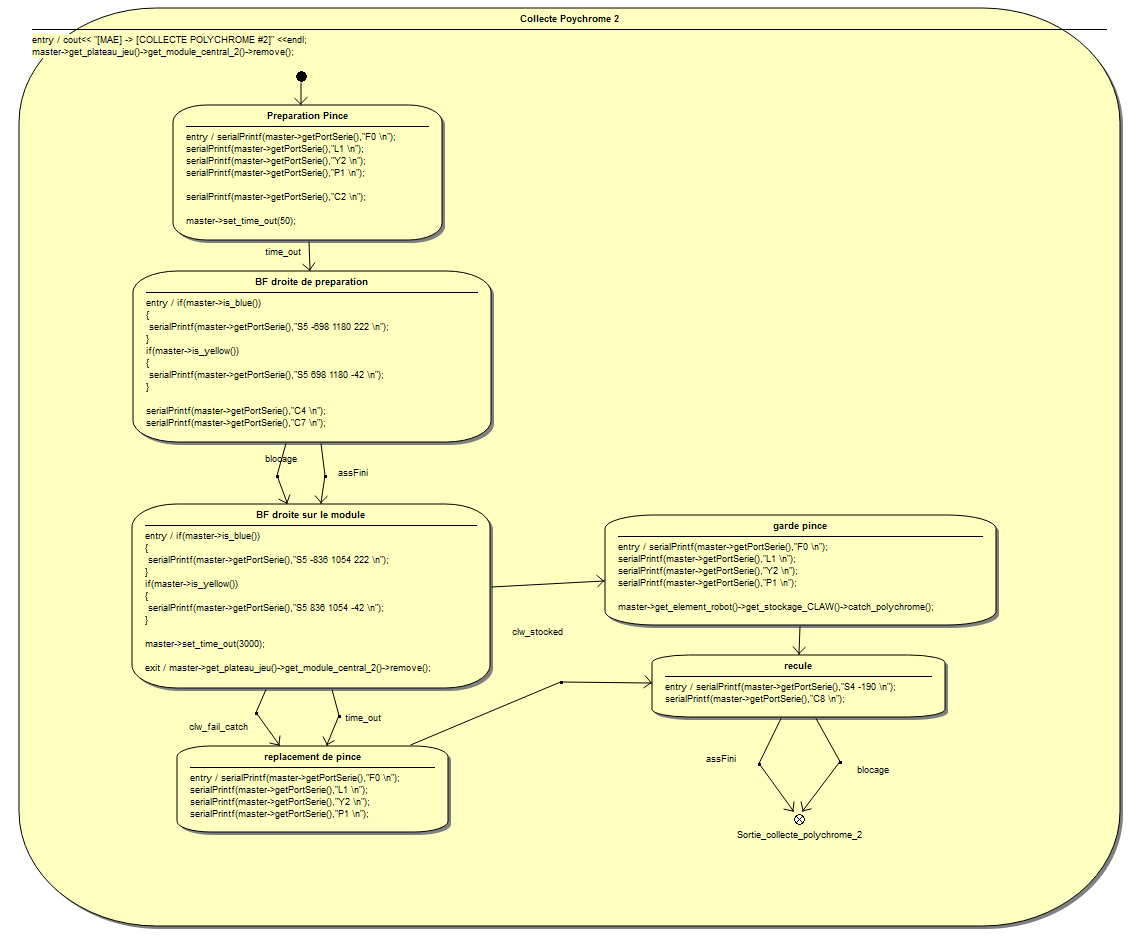 Collecte Poychrome 2
entry / cout<< "[MAE] -> [COLLECTE POLYCHROME #2]" <<endl;
master->get_plateau_jeu()->get_module_central_2()->remove();
Preparation Pince
entry / serialPrintf(master->getPortSerie(),"F0 \n");
serialPrintf(master->getPortSerie(),"L1 \n");
serialPrintf(master->getPortSerie(),"Y2 \n");
serialPrintf(master->getPortSerie(),"P1 \n");
serialPrintf(master->getPortSerie(),"C2 \n");
master->set_time_out(50);
time_out
BF droite de preparation
entry / if(master->is_blue())
{
serialPrintf(master->getPortSerie(),"S5 -698 1180 222 \n");
}
if(master->is_yellow())
{
serialPrintf(master->getPortSerie(),"S5 698 1180 -42 \n");
}
serialPrintf(master->getPortSerie(),"C4 \n");
serialPrintf(master->getPortSerie(),"C7 \n");
blocage
assFini
BF droite sur le module
entry / if(master->is_blue())
{
serialPrintf(master->getPortSerie(),"S5 -836 1054 222 \n");
}
if(master->is_yellow())
{
serialPrintf(master->getPortSerie(),"S5 836 1054 -42 \n");
}
master->set_time_out(3000);
exit / master->get_plateau_jeu()->get_module_central_2()->remove();
clw_stocked
garde pince
entry / serialPrintf(master->getPortSerie(),"F0 \n");
serialPrintf(master->getPortSerie(),"L1 \n");
serialPrintf(master->getPortSerie(),"Y2 \n");
serialPrintf(master->getPortSerie(),"P1 \n");
master->get_element_robot()->get_stockage_CLAW()->catch_polychrome();
recule
entry / serialPrintf(master->getPortSerie(),"S4 -190 \n");
serialPrintf(master->getPortSerie(),"C8 \n");
clw_fail_catch
time_out
replacement de pince
entry / serialPrintf(master->getPortSerie(),"F0 \n");
serialPrintf(master->getPortSerie(),"L1 \n");
serialPrintf(master->getPortSerie(),"Y2 \n");
serialPrintf(master->getPortSerie(),"P1 \n");
assFini
blocage
Sortie_collecte_polychrome_2